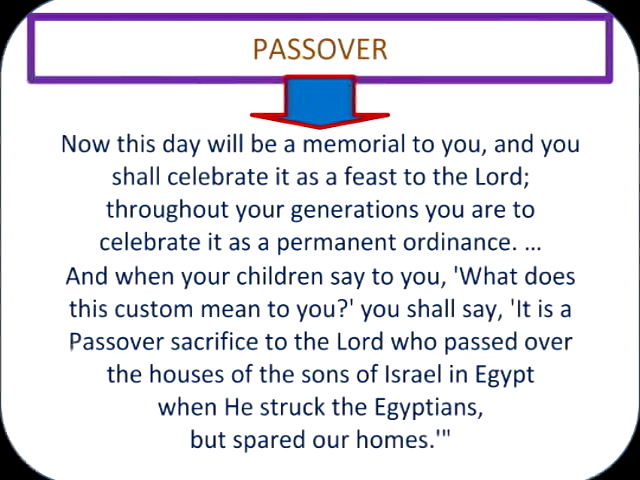 PASSOVER
Now this day will be a memorial to you, and you
shall celebrate it as a feast to the Lord;
throughout your generations you are to
celebrate it as a permanent ordinance. ...
And when your children say to you, 'What does
this custom mean to you?' you shall say, 'It is a
Passover sacrifice to the Lord who passed over
the houses of the sons of Israel in Egypt
when He struck the Egyptians,
but spared our homes.'"